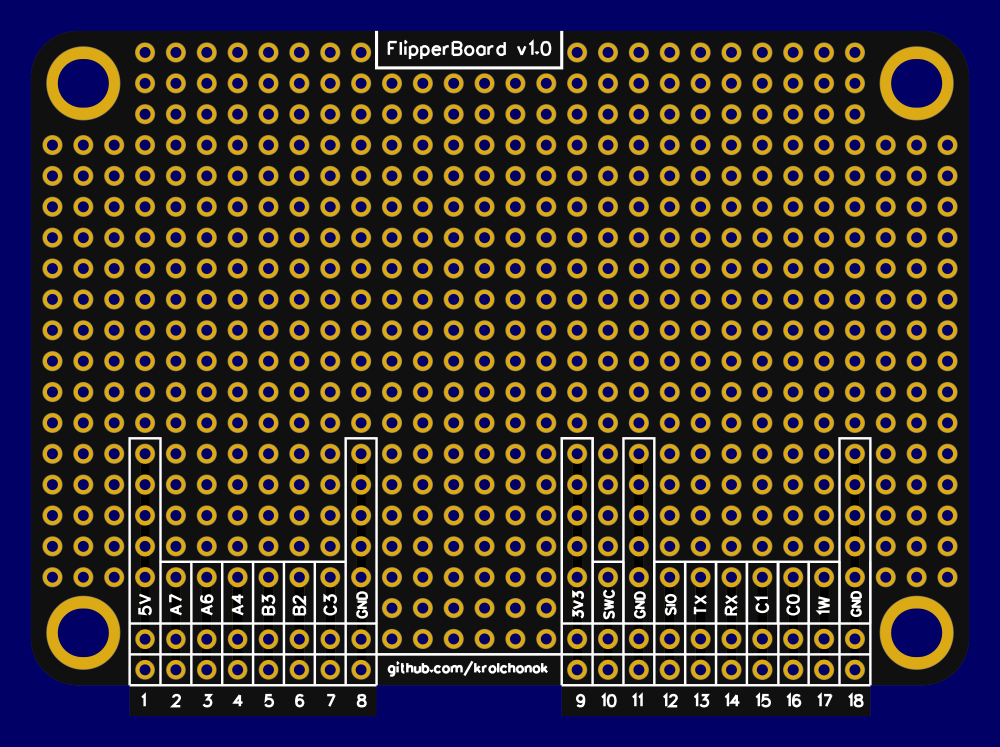 FlipperBoard v1.0
5V A7 A6 A4 B3 B2 C3 GND 3V3 SWC GND SIO TX RX C1 C0 1W GND
github.com/krolchonok
1 2 3 4 5 6 7 8 9 10 11 12 13 14 15 16 17 18